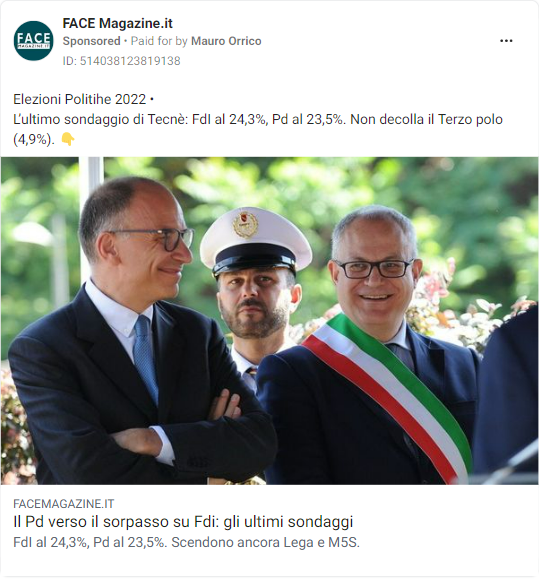 FACE Magazine.it
Sponsored • Paid for by Mauro Orrico
ID: 514038123819138
FACE
MAGAZINE.IT
Elezioni Politihe 2022 •
L'ultimo sondaggio di Tecnè: FdI al 24,3%, Pd al 23,5%. Non decolla il Terzo polo
(4,9%). 👇
FACEMAGAZINE.IT
Il Pd verso il sorpasso su Fdi: gli ultimi sondaggi
FdI al 24,3%, Pd al 23,5%. Scendono ancora Lega e M5S.